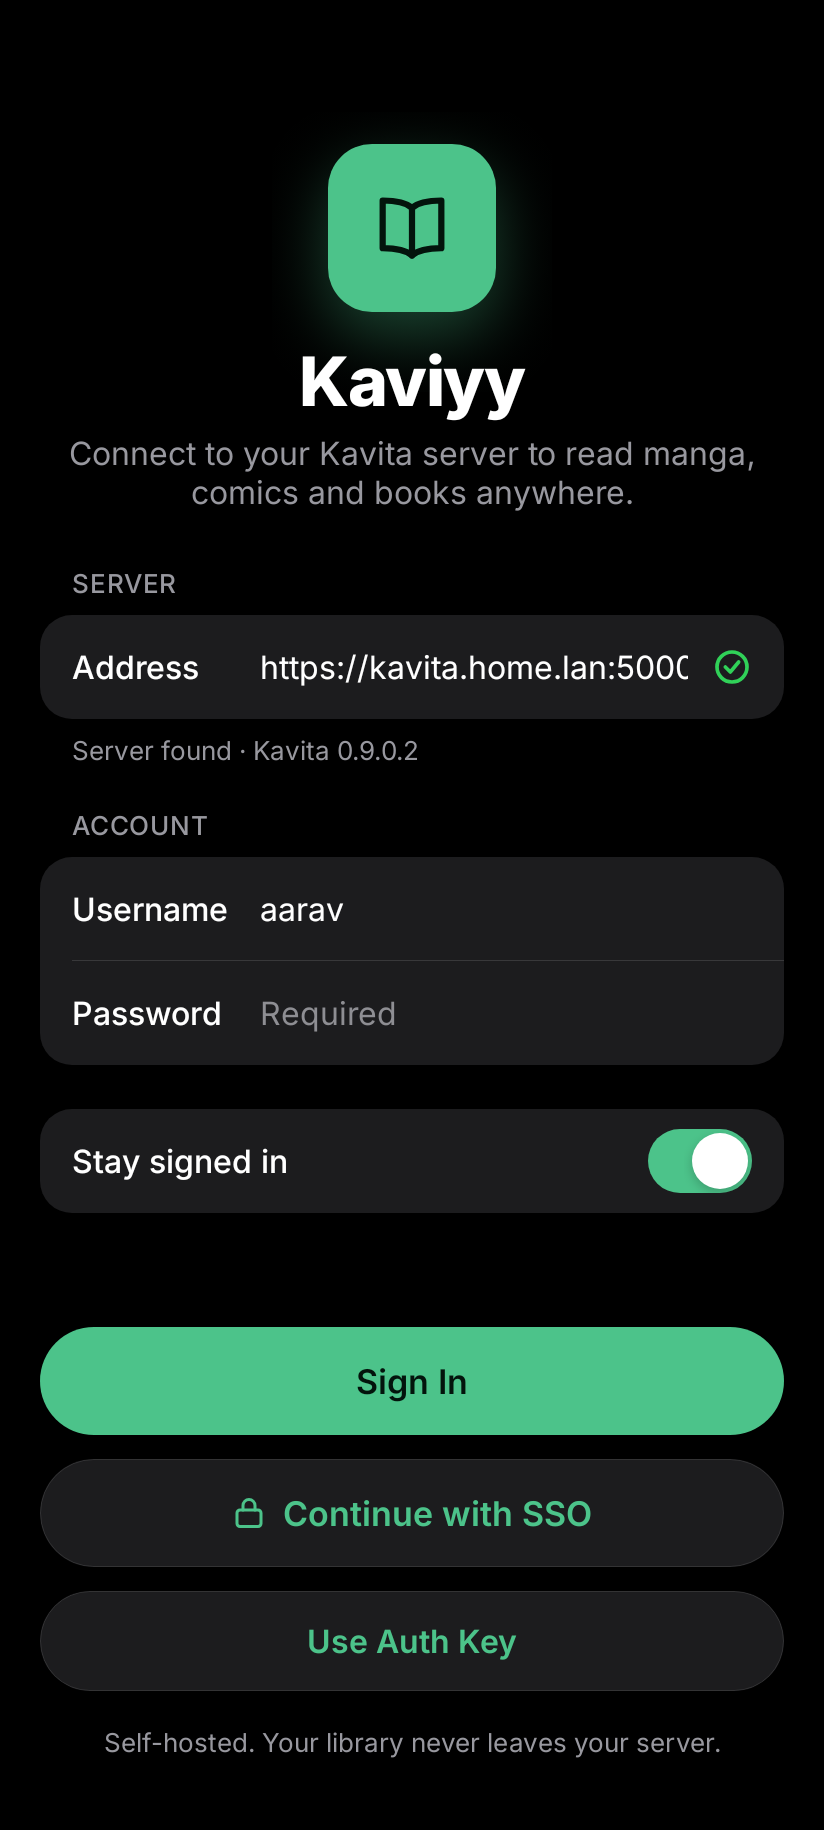 Kaviyy
Connect to your Kavita server to read manga,
comics and books anywhere.
SERVER
Address https://kavita.home.lan:5000
Server found · Kavita 0.9.0.2
ACCOUNT
Username aarav
Password Required
Stay signed in
Sign In
Continue with SSO
Use Auth Key
Self-hosted. Your library never leaves your server.